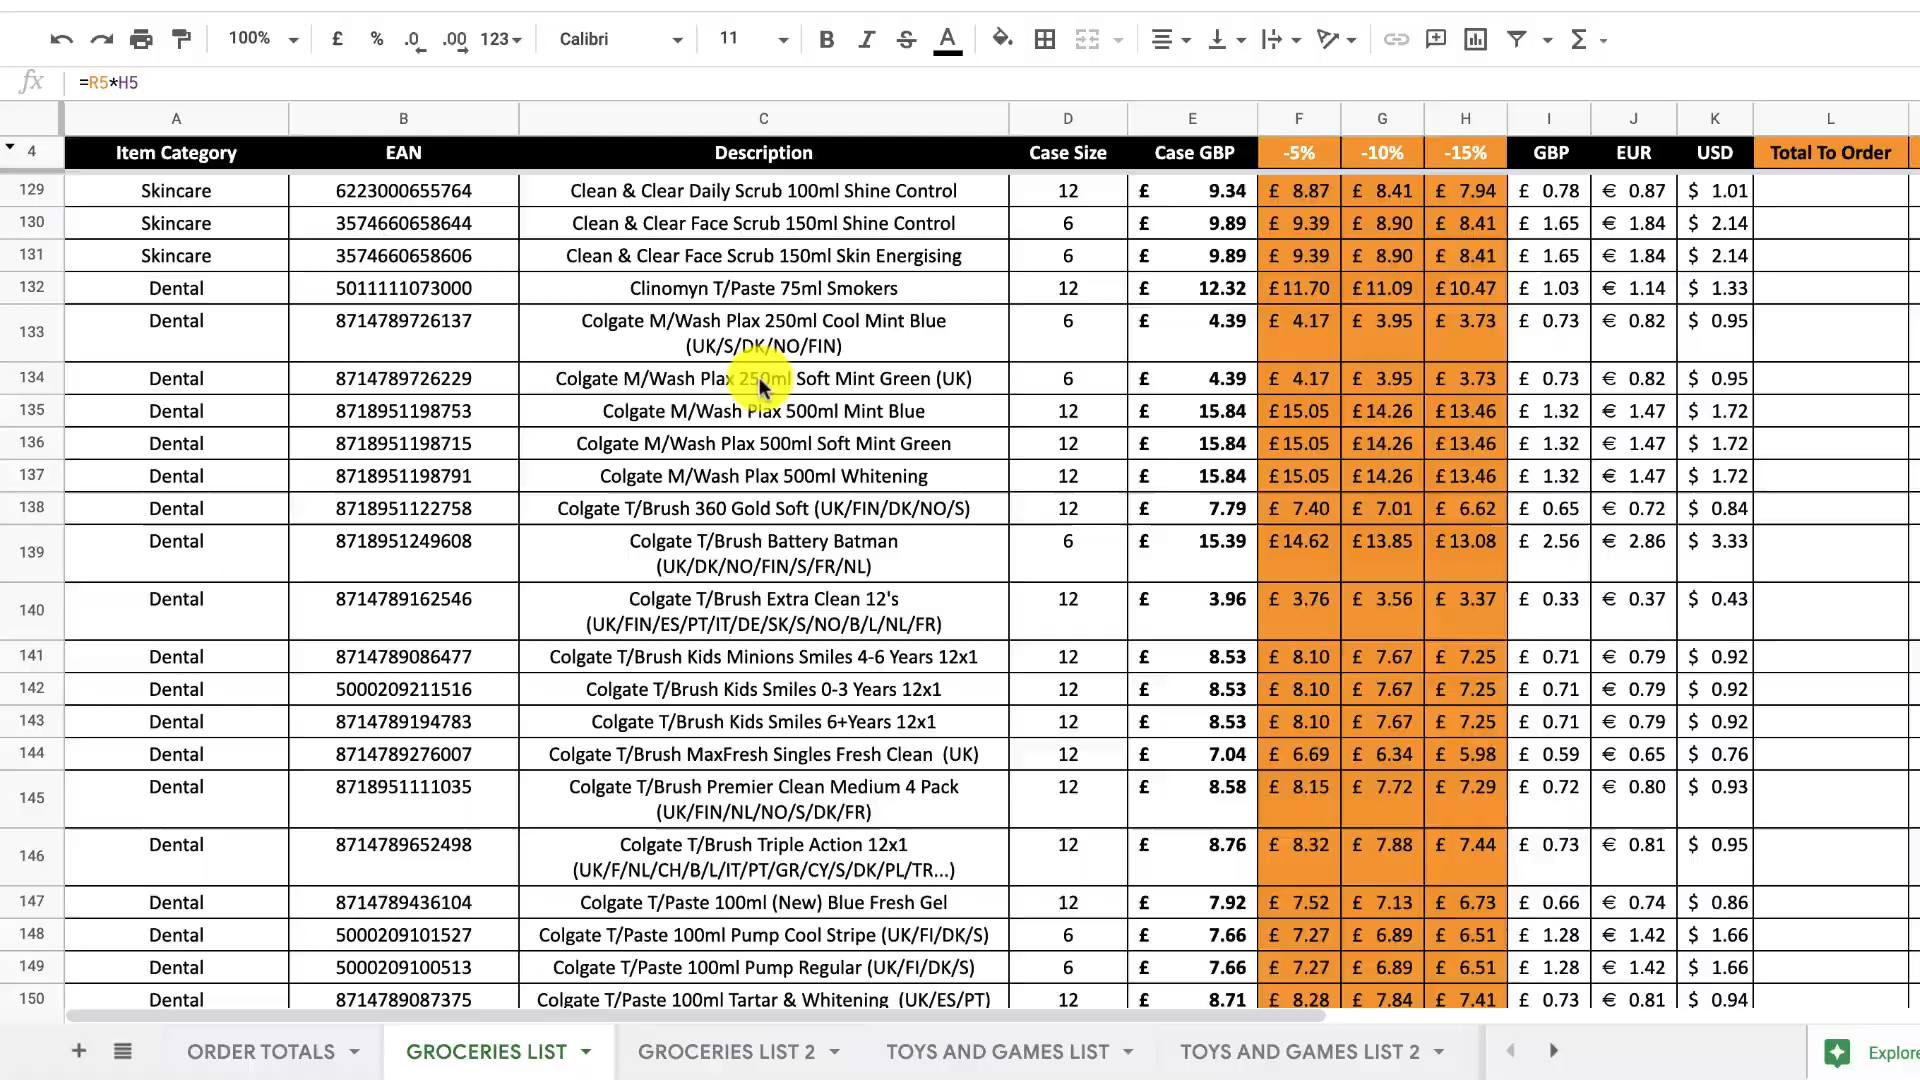 100% £ % .0 .00 123 Calibri 11 B I S A Σ
fx =R5*H5
A B C D E F G H I J K L
4 Item Category EAN Description Case Size Case GBP -5% -10% -15% GBP EUR USD Total To Order
129 Skincare 6223000655764 Clean & Clear Daily Scrub 100ml Shine Control 12 £ 9.34 £ 8.87 £ 8.41 £ 7.94 £ 0.78 € 0.87 $ 1.01
130 Skincare 3574660658644 Clean & Clear Face Scrub 150ml Shine Control 6 £ 9.89 £ 9.39 £ 8.90 £ 8.41 £ 1.65 € 1.84 $ 2.14
131 Skincare 3574660658606 Clean & Clear Face Scrub 150ml Skin Energising 6 £ 9.89 £ 9.39 £ 8.90 £ 8.41 £ 1.65 € 1.84 $ 2.14
132 Dental 5011111073000 Clinomyn T/Paste 75ml Smokers 12 £ 12.32 £ 11.70 £ 11.09 £ 10.47 £ 1.03 € 1.14 $ 1.33
133 Dental 8714789726137 Colgate M/Wash Plax 250ml Cool Mint Blue 6 £ 4.39 £ 4.17 £ 3.95 £ 3.73 £ 0.73 € 0.82 $ 0.95
(UK/S/DK/NO/FIN)
134 Dental 8714789726229 Colgate M/Wash Plax 250ml Soft Mint Green (UK) 6 £ 4.39 £ 4.17 £ 3.95 £ 3.73 £ 0.73 € 0.82 $ 0.95
135 Dental 8718951198753 Colgate M/Wash Plax 500ml Mint Blue 12 £ 15.84 £ 15.05 £ 14.26 £ 13.46 £ 1.32 € 1.47 $ 1.72
136 Dental 8718951198715 Colgate M/Wash Plax 500ml Soft Mint Green 12 £ 15.84 £ 15.05 £ 14.26 £ 13.46 £ 1.32 € 1.47 $ 1.72
137 Dental 8718951198791 Colgate M/Wash Plax 500ml Whitening 12 £ 15.84 £ 15.05 £ 14.26 £ 13.46 £ 1.32 € 1.47 $ 1.72
138 Dental 8718951122758 Colgate T/Brush 360 Gold Soft (UK/FIN/DK/NO/S) 12 £ 7.79 £ 7.40 £ 7.01 £ 6.62 £ 0.65 € 0.72 $ 0.84
139 Dental 8718951249608 Colgate T/Brush Battery Batman 6 £ 15.39 £ 14.62 £ 13.85 £ 13.08 £ 2.56 € 2.86 $ 3.33
(UK/DK/NO/FIN/S/FR/NL)
140 Dental 8714789162546 Colgate T/Brush Extra Clean 12's 12 £ 3.96 £ 3.76 £ 3.56 £ 3.37 £ 0.33 € 0.37 $ 0.43
(UK/FIN/ES/PT/IT/DE/SK/S/NO/B/L/NL/FR)
141 Dental 8714789086477 Colgate T/Brush Kids Minions Smiles 4-6 Years 12x1 12 £ 8.53 £ 8.10 £ 7.67 £ 7.25 £ 0.71 € 0.79 $ 0.92
142 Dental 5000209211516 Colgate T/Brush Kids Smiles 0-3 Years 12x1 12 £ 8.53 £ 8.10 £ 7.67 £ 7.25 £ 0.71 € 0.79 $ 0.92
143 Dental 8714789194783 Colgate T/Brush Kids Smiles 6+Years 12x1 12 £ 8.53 £ 8.10 £ 7.67 £ 7.25 £ 0.71 € 0.79 $ 0.92
144 Dental 8714789276007 Colgate T/Brush MaxFresh Singles Fresh Clean (UK) 12 £ 7.04 £ 6.69 £ 6.34 £ 5.98 £ 0.59 € 0.65 $ 0.76
145 Dental 8718951111035 Colgate T/Brush Premier Clean Medium 4 Pack 12 £ 8.58 £ 8.15 £ 7.72 £ 7.29 £ 0.72 € 0.80 $ 0.93
(UK/FIN/NL/NO/S/DK/FR)
146 Dental 8714789652498 Colgate T/Brush Triple Action 12x1 12 £ 8.76 £ 8.32 £ 7.88 £ 7.44 £ 0.73 € 0.81 $ 0.95
(UK/F/NL/CH/B/L/IT/PT/GR/CY/S/DK/PL/TR...)
147 Dental 8714789436104 Colgate T/Paste 100ml (New) Blue Fresh Gel 12 £ 7.92 £ 7.52 £ 7.13 £ 6.73 £ 0.66 € 0.74 $ 0.86
148 Dental 5000209101527 Colgate T/Paste 100ml Pump Cool Stripe (UK/FI/DK/S) 6 £ 7.66 £ 7.27 £ 6.89 £ 6.51 £ 1.28 € 1.42 $ 1.66
149 Dental 5000209100513 Colgate T/Paste 100ml Pump Regular (UK/FI/DK/S) 6 £ 7.66 £ 7.27 £ 6.89 £ 6.51 £ 1.28 € 1.42 $ 1.66
150 Dental 8714789087375 Colgate T/Paste 100ml Tartar & Whitening (UK/ES/PT) 12 £ 8.71 £ 8.28 £ 7.84 £ 7.41 £ 0.73 € 0.81 $ 0.94
ORDER TOTALS GROCERIES LIST GROCERIES LIST 2 TOYS AND GAMES LIST TOYS AND GAMES LIST 2 Explore